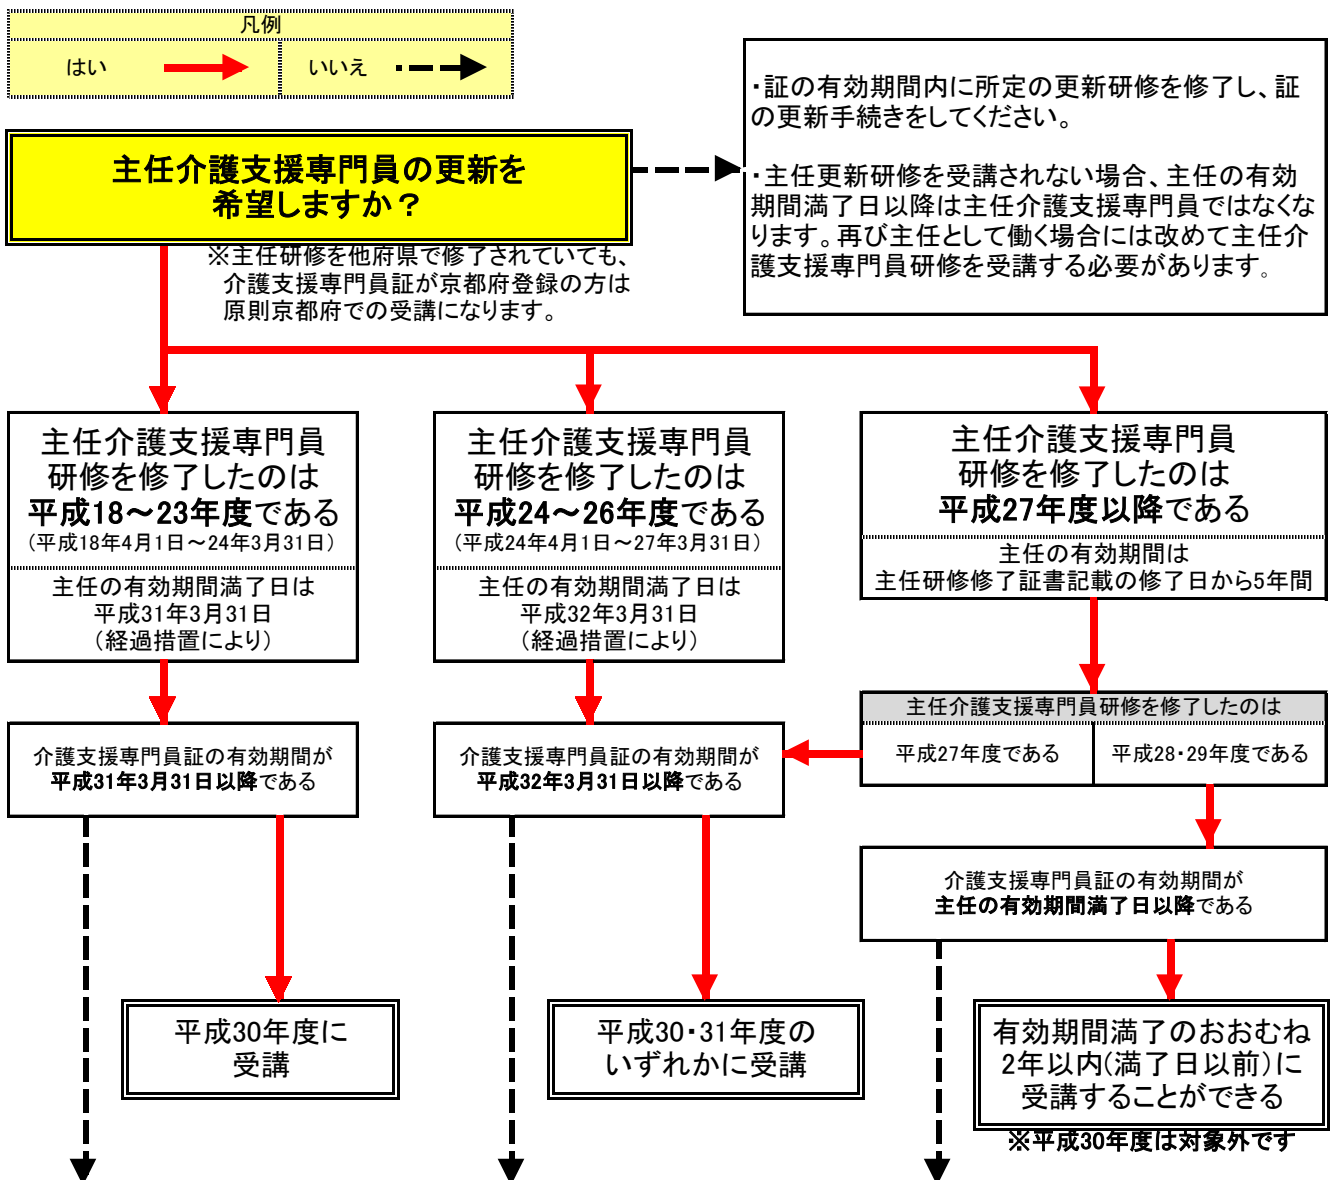 凡例
はい
いいえ
主任介護支援専門員の更新を
希望しますか？
・証の有効期間内に所定の更新研修を修了し、証
の更新手続きをしてください。
・主任更新研修を受講されない場合、主任の有効
期間満了日以降は主任介護支援専門員ではなくな
ります。再び主任として働く場合には改めて主任介
護支援専門員研修を受講する必要があります。
※主任研修を他府県で修了されていても、
介護支援専門員証が京都府登録の方は
原則京都府での受講になります。
主任介護支援専門員
研修を修了したのは
平成18～23年度である
（平成18年4月1日～24年3月31日）
主任の有効期間満了日は
平成31年3月31日
（経過措置により）
主任介護支援専門員
研修を修了したのは
平成24～26年度である
（平成24年4月1日～27年3月31日）
主任の有効期間満了日は
平成32年3月31日
（経過措置により）
主任介護支援専門員
研修を修了したのは
平成27年度以降である
主任の有効期間は
主任研修修了証書記載の修了日から5年間
主任介護支援専門員研修を修了したのは
平成27年度である
平成28・29年度である
介護支援専門員証の有効期間が
平成31年3月31日以降である
介護支援専門員証の有効期間が
平成32年3月31日以降である
介護支援専門員証の有効期間が
主任の有効期間満了日以降である
平成30年度に
受講
平成30・31年度の
いずれかに受講
有効期間満了のおおむね
2年以内(満了日以前)に
受講することができる
※平成30年度は対象外です